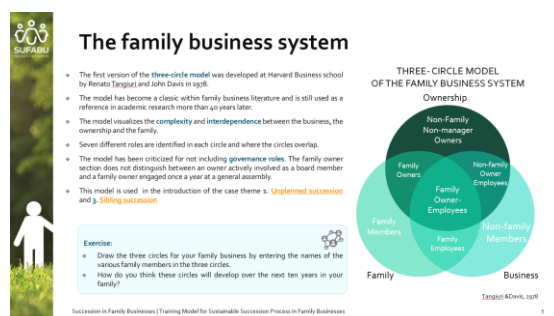 SUFABU
The family business system
The first version of the three-circle model was developed at Harvard Business school
by Renato Tangiuri and John Davis in 1978.
The model has become a classic within family business literature and is still used as a
reference in academic research more than 40 years later.
The model visualizes the complexity and interdependence between the business, the
ownership and the family.
Seven different roles are identified in each circle and where the circles overlap.
The model has been criticized for not including governance roles. The family owner
section does not distinguish between an owner actively involved as a board member
and a family owner engaged once a year at a general assembly.
This model is used in the introduction of the case theme 1. Unplanned succession
and 3. Sibling succession
Exercise:
Draw the three circles for your family business by entering the names of the
various family members in the three circles.
How do you think these circles will develop over the next ten years in your
family?
THREE- CIRCLE MODEL
OF THE FAMILY BUSINESS SYSTEM
Ownership
Non-Family
Non-manager
Owners
Family
Owners
Non-family
Owner
Employees
Family
Owner-
Employees
Family
Members
Non-family
Members
Family
Employees
Family
Business
Tangiuri &Davis, 1978
Succession in Family Businesses | Training Model for Sustainable Succession Process in Family Businesses